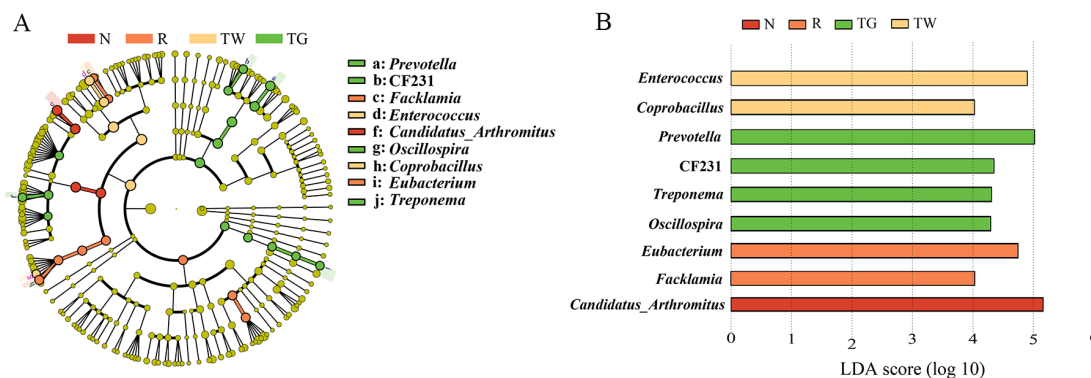 A
N R TW TG
a: Prevotella
b: CF231
c: Facklamia
d: Enterococcus
f: Candidatus_Arthromitus
g: Oscillospira
h: Coprobacillus
i: Eubacterium
j: Treponema
B
N R TG TW
Enterococcus
Coprobacillus
Prevotella
CF231
Treponema
Oscillospira
Eubacterium
Facklamia
Candidatus_Arthromitus
0 1 2 3 4 5
LDA score (log 10)